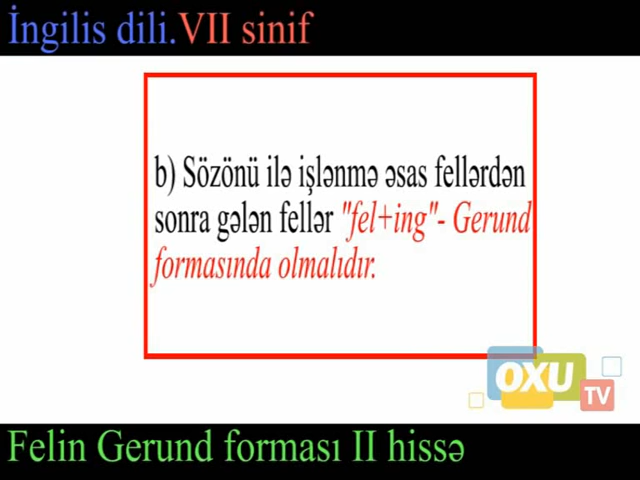 İngilis dili.VII sinif
b) Sözönü ilə işlənmə əsas fellərdən
sonra gələn fellər "fel+ing"- Gerund
formasında olmalıdır.
OXU
TV
Felin Gerund forması II hissə